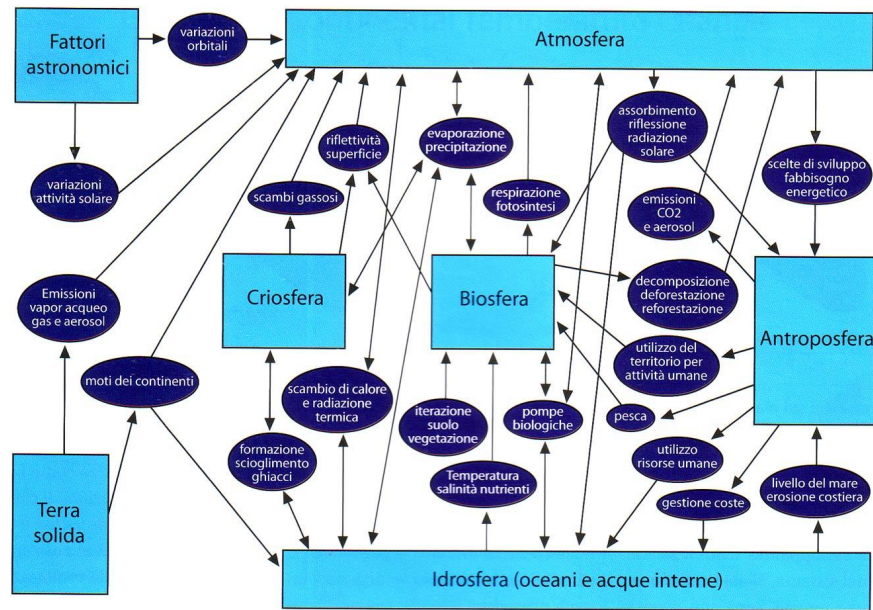 Fattori
astronomici
variazioni
orbitali
Atmosfera
variazioni
attività solare
riflettività
superficie
evaporazione
precipitazione
assorbimento
riflessione
radiazione
solare
scelte di sviluppo
fabbisogno
energetico
scambi gassosi
respirazione
fotosintesi
emissioni
CO2
e aerosol
Emissioni
vapor acqueo
gas e aerosol
Criosfera
Biosfera
decomposizione
deforestazione
reforestazione
Antroposfera
moti dei continenti
scambio di calore
e radiazione
termica
iterazione
suolo
vegetazione
pompe
biologiche
utilizzo del
territorio per
attività umane
pesca
formazione
scioglimento
ghiacci
Temperatura
salinità nutrienti
utilizzo
risorse umane
gestione coste
livello del mare
erosione costiera
Terra
solida
Idrosfera (oceani e acque interne)